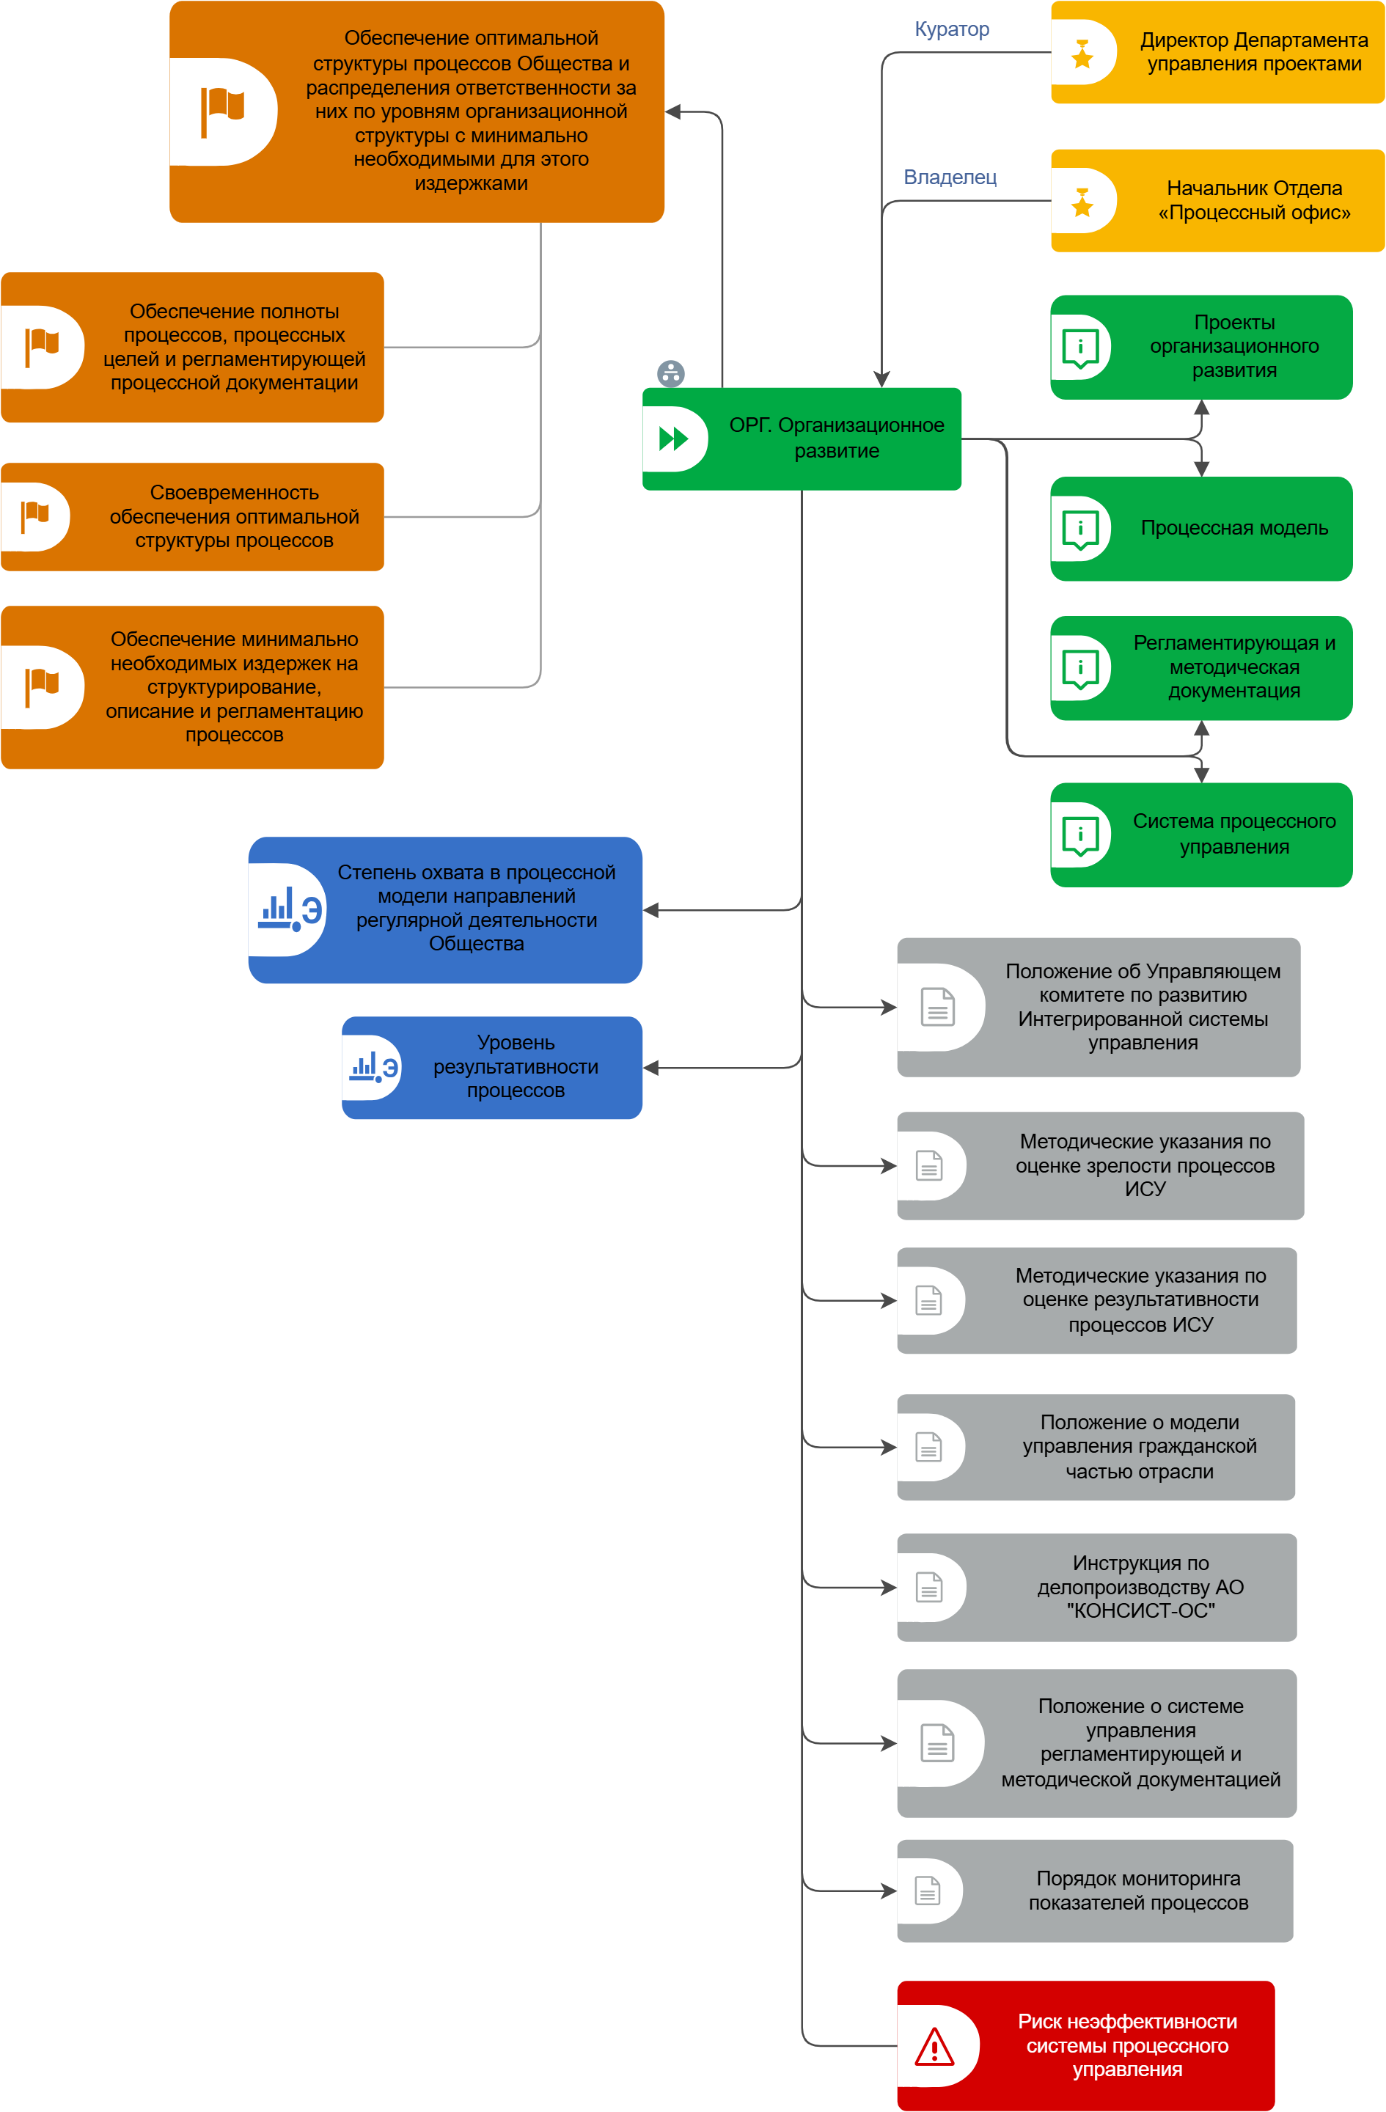 Обеспечение оптимальной
структуры процессов Общества и
распределения ответственности за
них по уровням организационной
структуры с минимально
необходимыми для этого
издержками
Куратор
Директор Департамента
управления проектами
Владелец
Начальник Отдела
«Процессный офис»
Обеспечение полноты
процессов, процессных
целей и регламентирующей
процессной документации
Своевременность
обеспечения оптимальной
структуры процессов
Обеспечение минимально
необходимых издержек на
структурирование,
описание и регламентацию
процессов
ОРГ. Организационное
развитие
Проекты
организационного
развития
Процессная модель
Регламентирующая и
методическая
документация
Система процессного
управления
Э
Степень охвата в процессной
модели направлений
регулярной деятельности
Общества
Э
Уровень
результативности
процессов
Положение об Управляющем
комитете по развитию
Интегрированной системы
управления
Методические указания по
оценке зрелости процессов
ИСУ
Методические указания по
оценке результативности
процессов ИСУ
Положение о модели
управления гражданской
частью отрасли
Инструкция по
делопроизводству АО
"КОНСИСТ-ОС"
Положение о системе
управления
регламентирующей и
методической документацией
Порядок мониторинга
показателей процессов
Риск неэффективности
системы процессного
управления